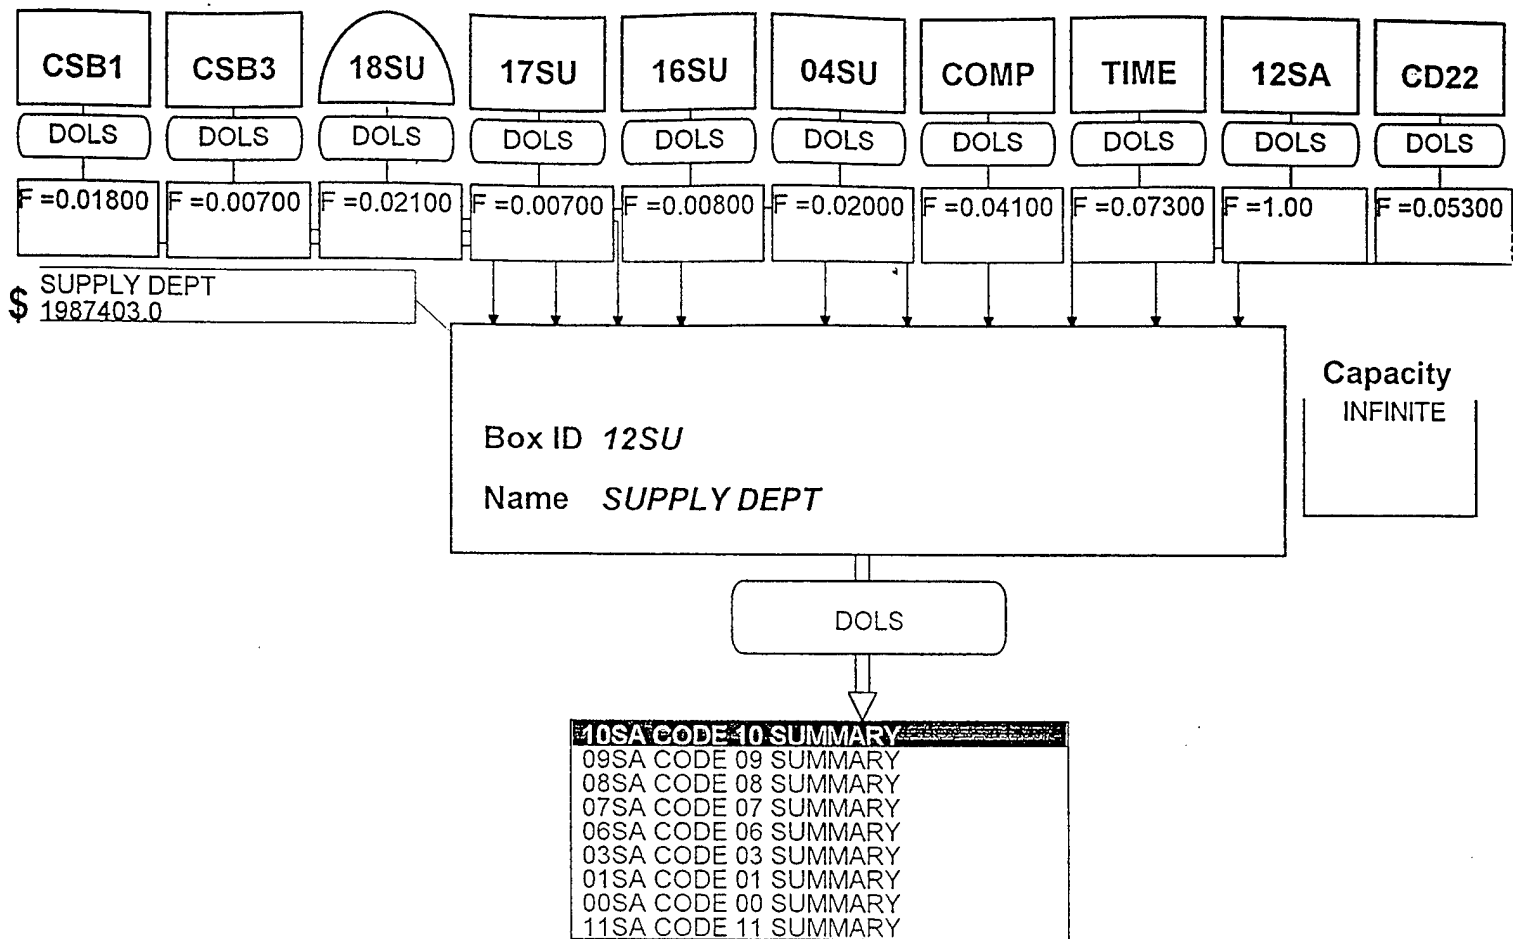 CSB1 CSB3 18SU 17SU 16SU 04SU COMP TIME 12SA CD22
DOLS DOLS DOLS DOLS DOLS DOLS DOLS DOLS DOLS DOLS
F =0.01800 F =0.00700 F =0.02100 F =0.00700 F =0.00800 F =0.02000 F =0.04100 F =0.07300 F =1.00 F =0.05300
$ SUPPLY DEPT
1987403.0
Capacity
INFINITE
Box ID 12SU
Name SUPPLY DEPT
DOLS
10SA CODE 10 SUMMARY
09SA CODE 09 SUMMARY
08SA CODE 08 SUMMARY
07SA CODE 07 SUMMARY
06SA CODE 06 SUMMARY
03SA CODE 03 SUMMARY
01SA CODE 01 SUMMARY
00SA CODE 00 SUMMARY
11SA CODE 11 SUMMARY